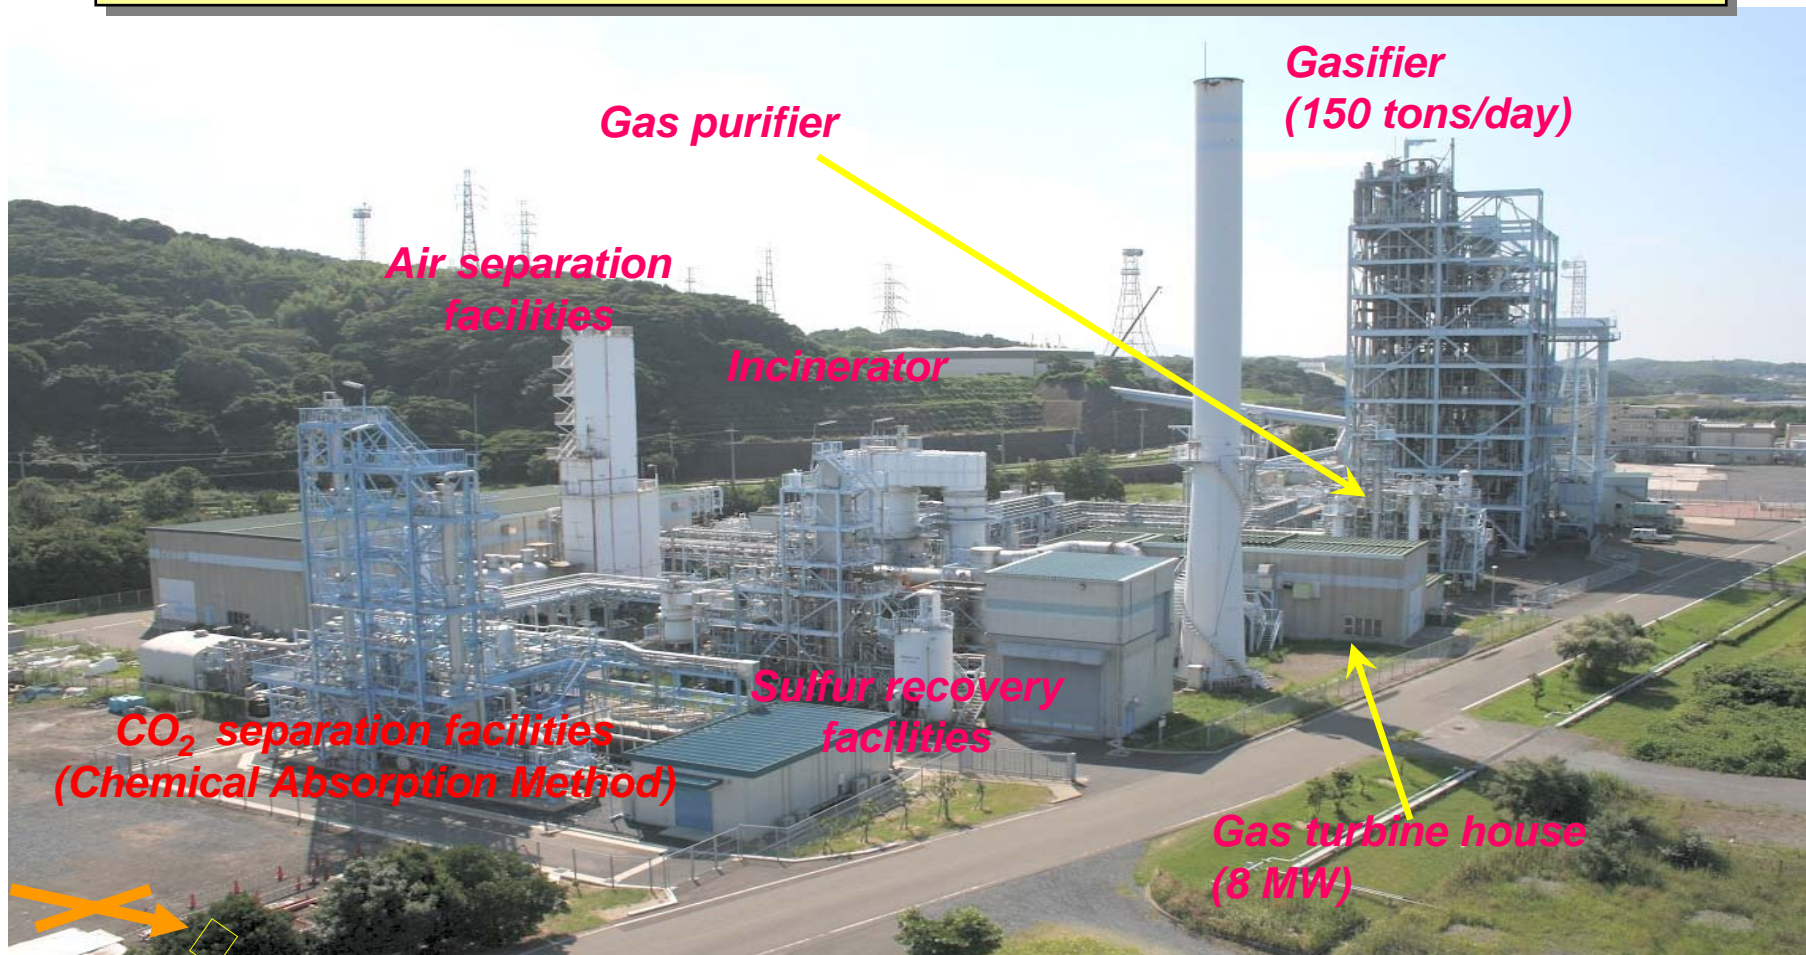 Gasifier
(150 tons/day)
Gas purifier
Air separation
facilities
Incinerator
Sulfur recovery
facilities
CO₂ separation facilities
(Chemical Absorption Method)
Gas turbine house
(8 MW)